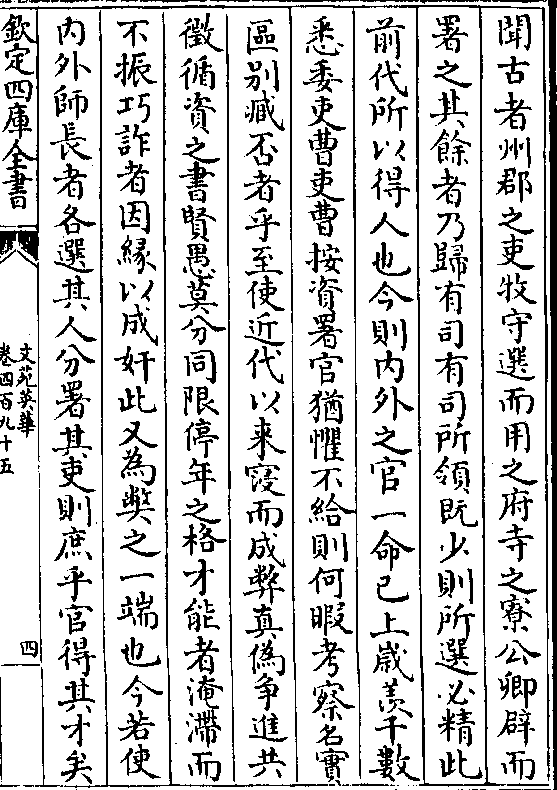 聞古者州郡之吏牧守選而用之府寺之寮公卿辟而
署之其餘者乃歸有司有司所領既少則所選必精此
前代所以得人也今則内外之官一命已上歲羡千數
悉委吏曹吏曹按資署官猶懼不給則何暇考察名實
區别臧否者乎至使近代以来寖而成弊真僞争進共
徴循資之書賢愚莫分同限停年之格才能者淹滯而
不振巧詐者因緣以成奸此又為弊之一端也今若使
内外師長者各選其人分署其吏則庶乎官得其才矣
欽定四庫全書
文苑英華
卷四百九十五
四